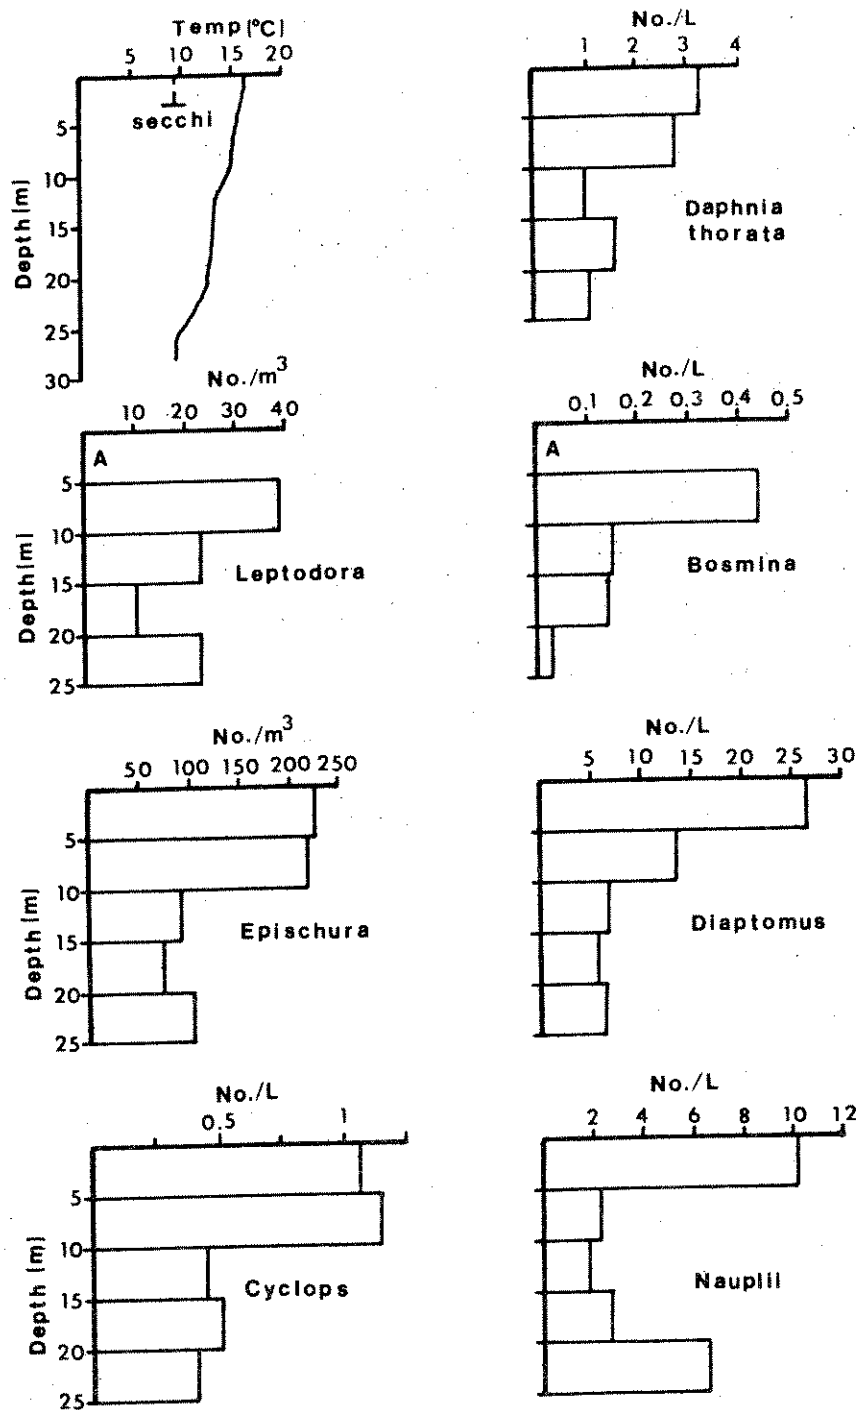 Temp (°C)
5 10 15 20
secchi
5
10
15
20
25
30
Depth (m)
No./L
1 2 3 4
Daphnia
thorata
No./m3
10 20 30 40
A
5
10
15
20
25
Depth (m)
Leptodora
No./L
0.1 0.2 0.3 0.4 0.5
A
Bosmina
No./m3
50 100 150 200 250
5
10
15
20
25
Depth (m)
Epischura
No./L
5 10 15 20 25 30
Diaptomus
No./L
0.5 1
5
10
15
20
25
Depth (m)
Cyclops
No./L
2 4 6 8 10 12
Nauplii